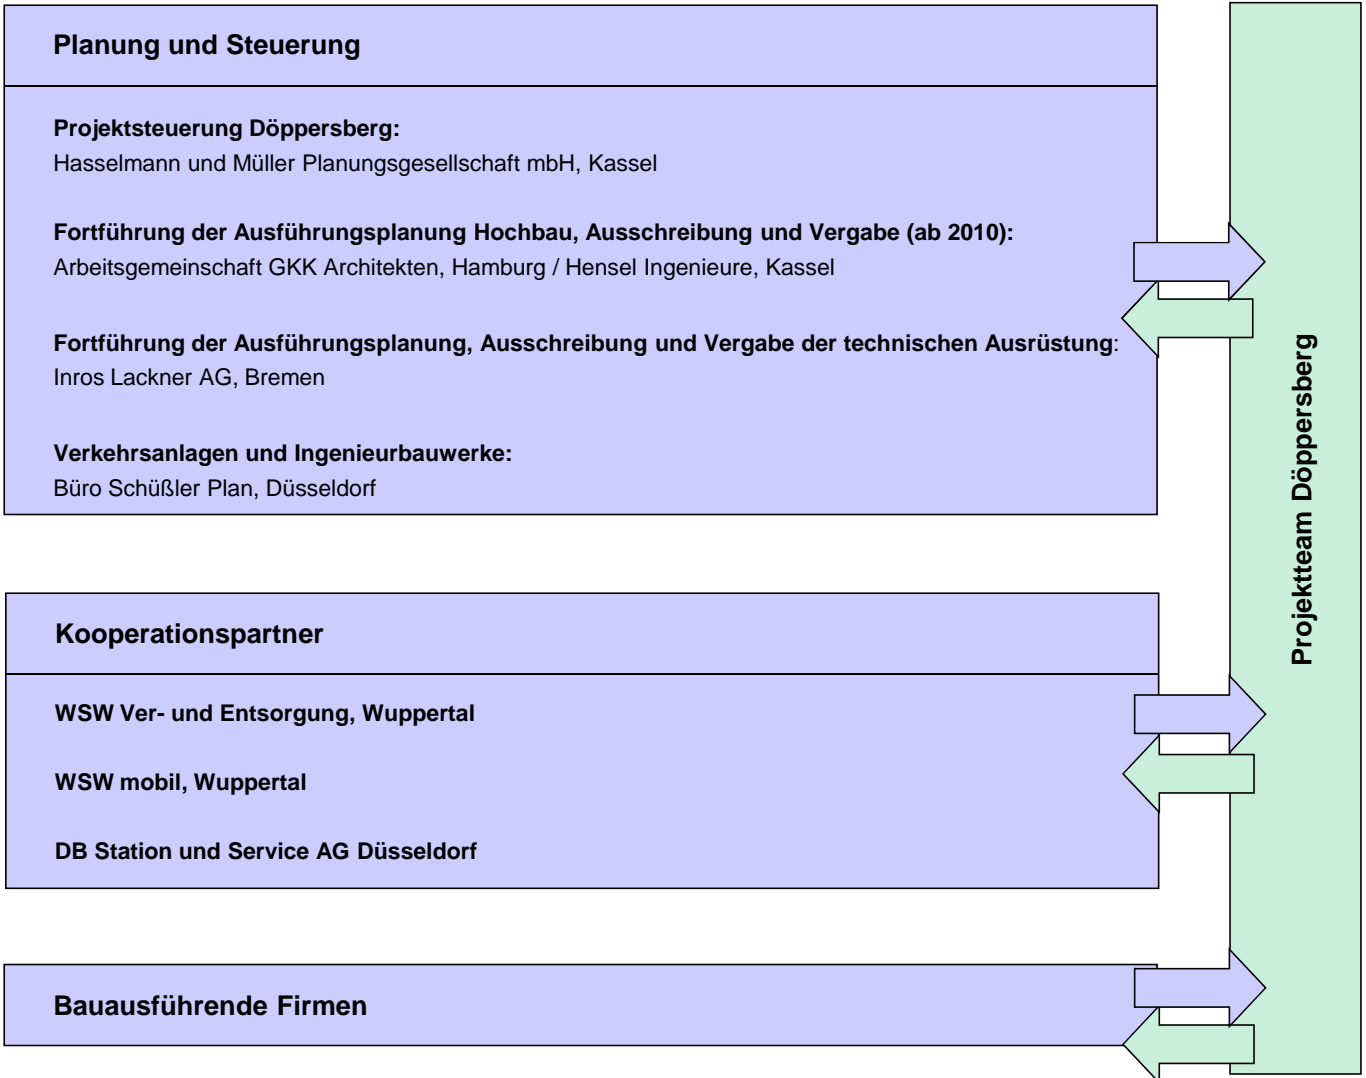 Planung und Steuerung
Projektsteuerung Döppersberg:
Hasselmann und Müller Planungsgesellschaft mbH, Kassel
Fortführung der Ausführungsplanung Hochbau, Ausschreibung und Vergabe (ab 2010):
Arbeitsgemeinschaft GKK Architekten, Hamburg / Hensel Ingenieure, Kassel
Fortführung der Ausführungsplanung, Ausschreibung und Vergabe der technischen Ausrüstung:
Inros Lackner AG, Bremen
Verkehrsanlagen und Ingenieurbauwerke:
Büro Schüßler Plan, Düsseldorf
Kooperationspartner
WSW Ver- und Entsorgung, Wuppertal
WSW mobil, Wuppertal
DB Station und Service AG Düsseldorf
Bauausführende Firmen
Projektteam Döppersberg